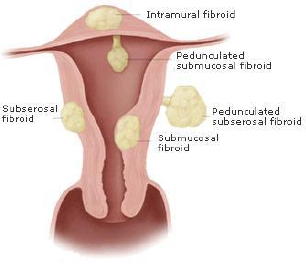 Intramural fibroid
Pedunculated
submucosal fibroid
Subserosal
fibroid
Pedunculated
subserosal fibroid
Submucosal
fibroid